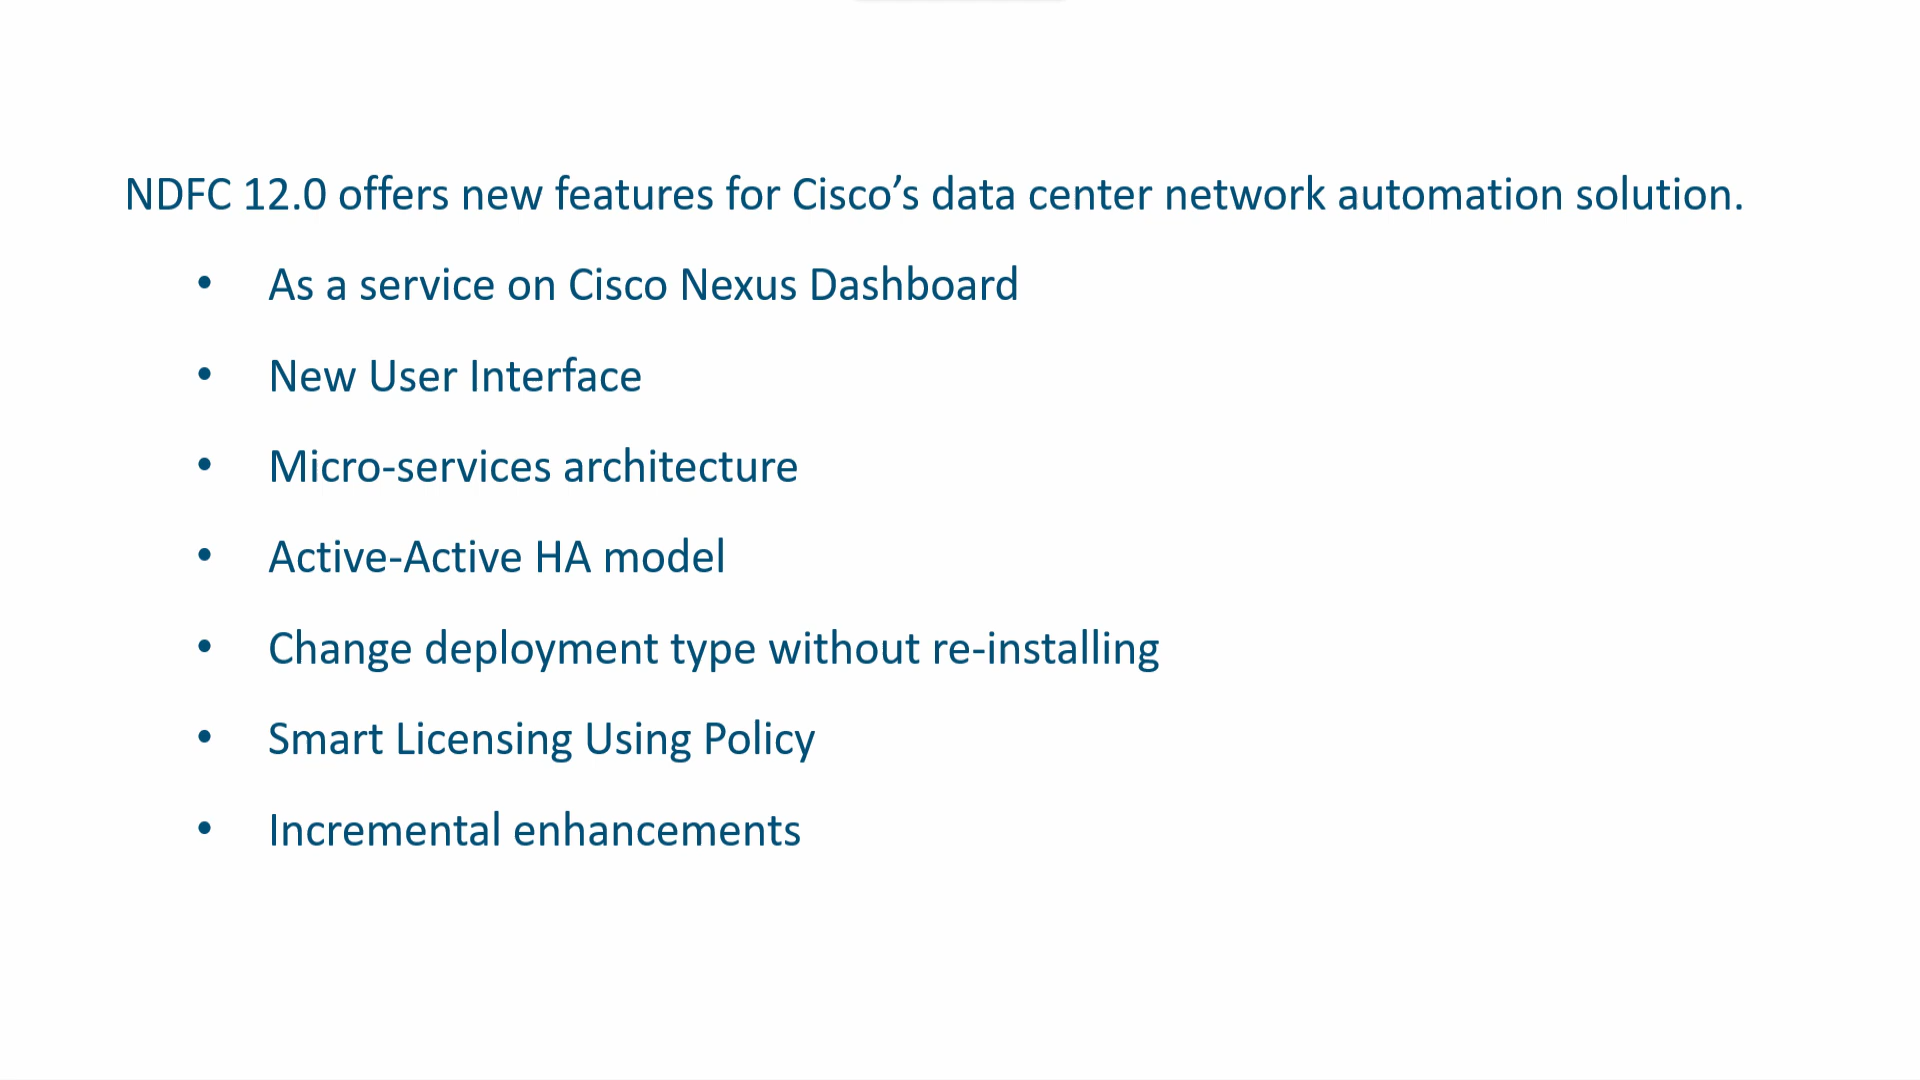 NDFC 12.0 offers new features for Cisco’s data center network automation solution.
• As a service on Cisco Nexus Dashboard
• New User Interface
• Micro-services architecture
• Active-Active HA model
• Change deployment type without re-installing
• Smart Licensing Using Policy
• Incremental enhancements